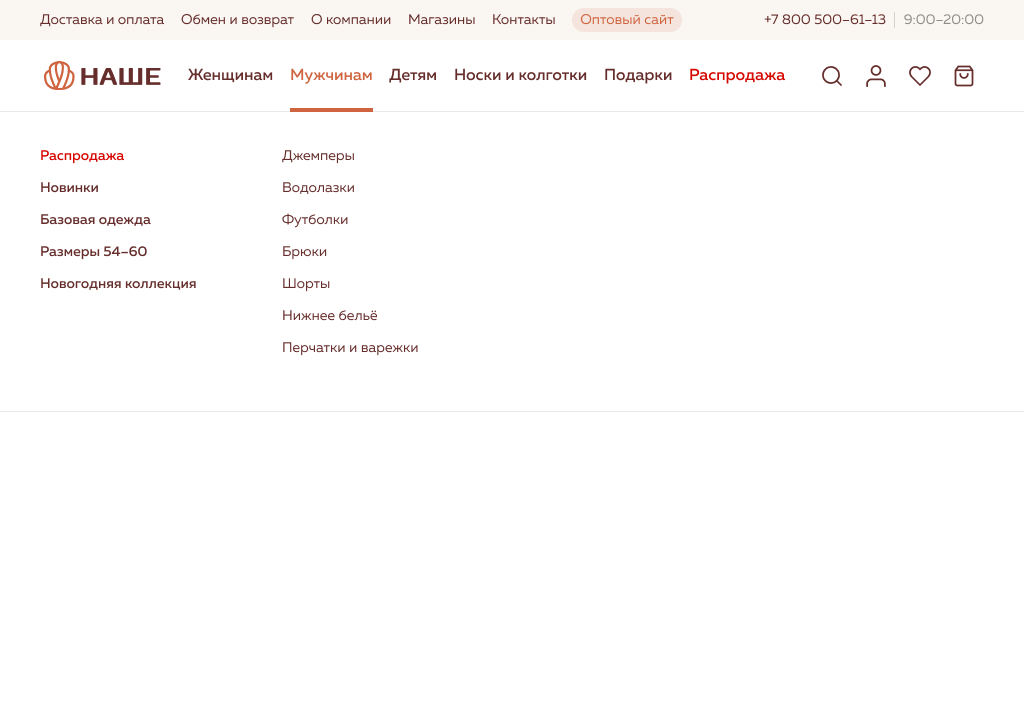 Доставка и оплата Обмен и возврат О компании Магазины Контакты Оптовый сайт +7 800 500–61–13 9:00–20:00
НАШЕ Женщинам Мужчинам Детям Носки и колготки Подарки Распродажа
Распродажа
Новинки
Базовая одежда
Размеры 54–60
Новогодняя коллекция
Джемперы
Водолазки
Футболки
Брюки
Шорты
Нижнее бельё
Перчатки и варежки